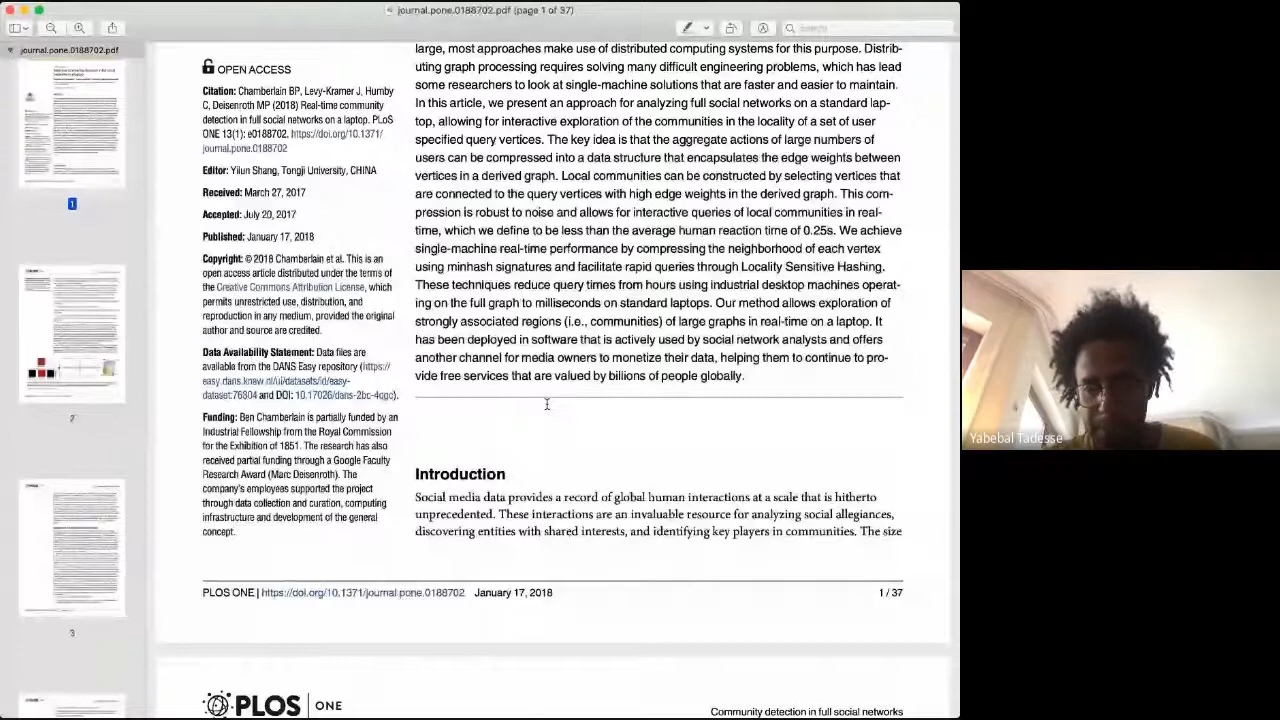 journal.pone.0188702.pdf (page 1 of 37)
Search
journal.pone.0188702.pdf
1
2
3
OPEN ACCESS
Citation: Chamberlain BP, Levy-Kramer J, Humby
C, Deisenroth MP (2018) Real-time community
detection in full social networks on a laptop. PLoS
ONE 13(1): e0188702. https://doi.org/10.1371/
journal.pone.0188702
Editor: Yilun Shang, Tongji University, CHINA
Received: March 27, 2017
Accepted: July 20, 2017
Published: January 17, 2018
Copyright: © 2018 Chamberlain et al. This is an
open access article distributed under the terms of
the Creative Commons Attribution License, which
permits unrestricted use, distribution, and
reproduction in any medium, provided the original
author and source are credited.
Data Availability Statement: Data files are
available from the DANS Easy repository (https://
easy.dans.knaw.nl/ui/datasets/id/easy-
dataset:76304 and DOI:
Funding: Ben Chamberlain is partially funded by an
Industrial Fellowship from the Royal Commission
for the Exhibition of 1851. The research has also
received partial funding through a Google Faculty
Research Award (Marc Deisenroth). The
company's employees supported the project
through data collection and curation, computing
infrastructure and development of the general
concept.
large, most approaches make use of distributed computing systems for this purpose. Distrib-
uting graph processing requires solving many difficult engineering problems, which has lead
some researchers to look at single-machine solutions that are faster and easier to maintain.
In this article, we present an approach for analyzing full social networks on a standard lap-
top, allowing for interactive exploration of the communities in the locality of a set of user
specified query vertices. The key idea is that the aggregate actions of large numbers of
users can be compressed into a data structure that encapsulates the edge weights between
vertices in a derived graph. Local communities can be constructed by selecting vertices that
are connected to the query vertices with high edge weights in the derived graph. This com-
pression is robust to noise and allows for interactive queries of local communities in real-
time, which we define to be less than the average human reaction time of 0.25s. We achieve
single-machine real-time performance by compressing the neighborhood of each vertex
using minhash signatures and facilitate rapid queries through Locality Sensitive Hashing.
These techniques reduce query times from hours using industrial desktop machines operat-
ing on the full graph to milliseconds on standard laptops. Our method allows exploration of
strongly associated regions (i.e., communities) of large graphs in real-time on a laptop. It
has been deployed in software that is actively used by social network analysts and offers
another channel for media owners to monetize their data, helping them to continue to pro-
vide free services that are valued by billions of people globally.
Introduction
Social media data provides a record of global human interactions at a scale that is hitherto
unprecedented. These interactions are an invaluable resource for analyzing social allegiances,
discovering entities with shared interests, and identifying key players in communities. The size
PLOS ONE | https://doi.org/10.1371/journal.pone.0188702 January 17, 2018
1 / 37
PLOS ONE
Community detection in full social networks
Yabebal Tadesse